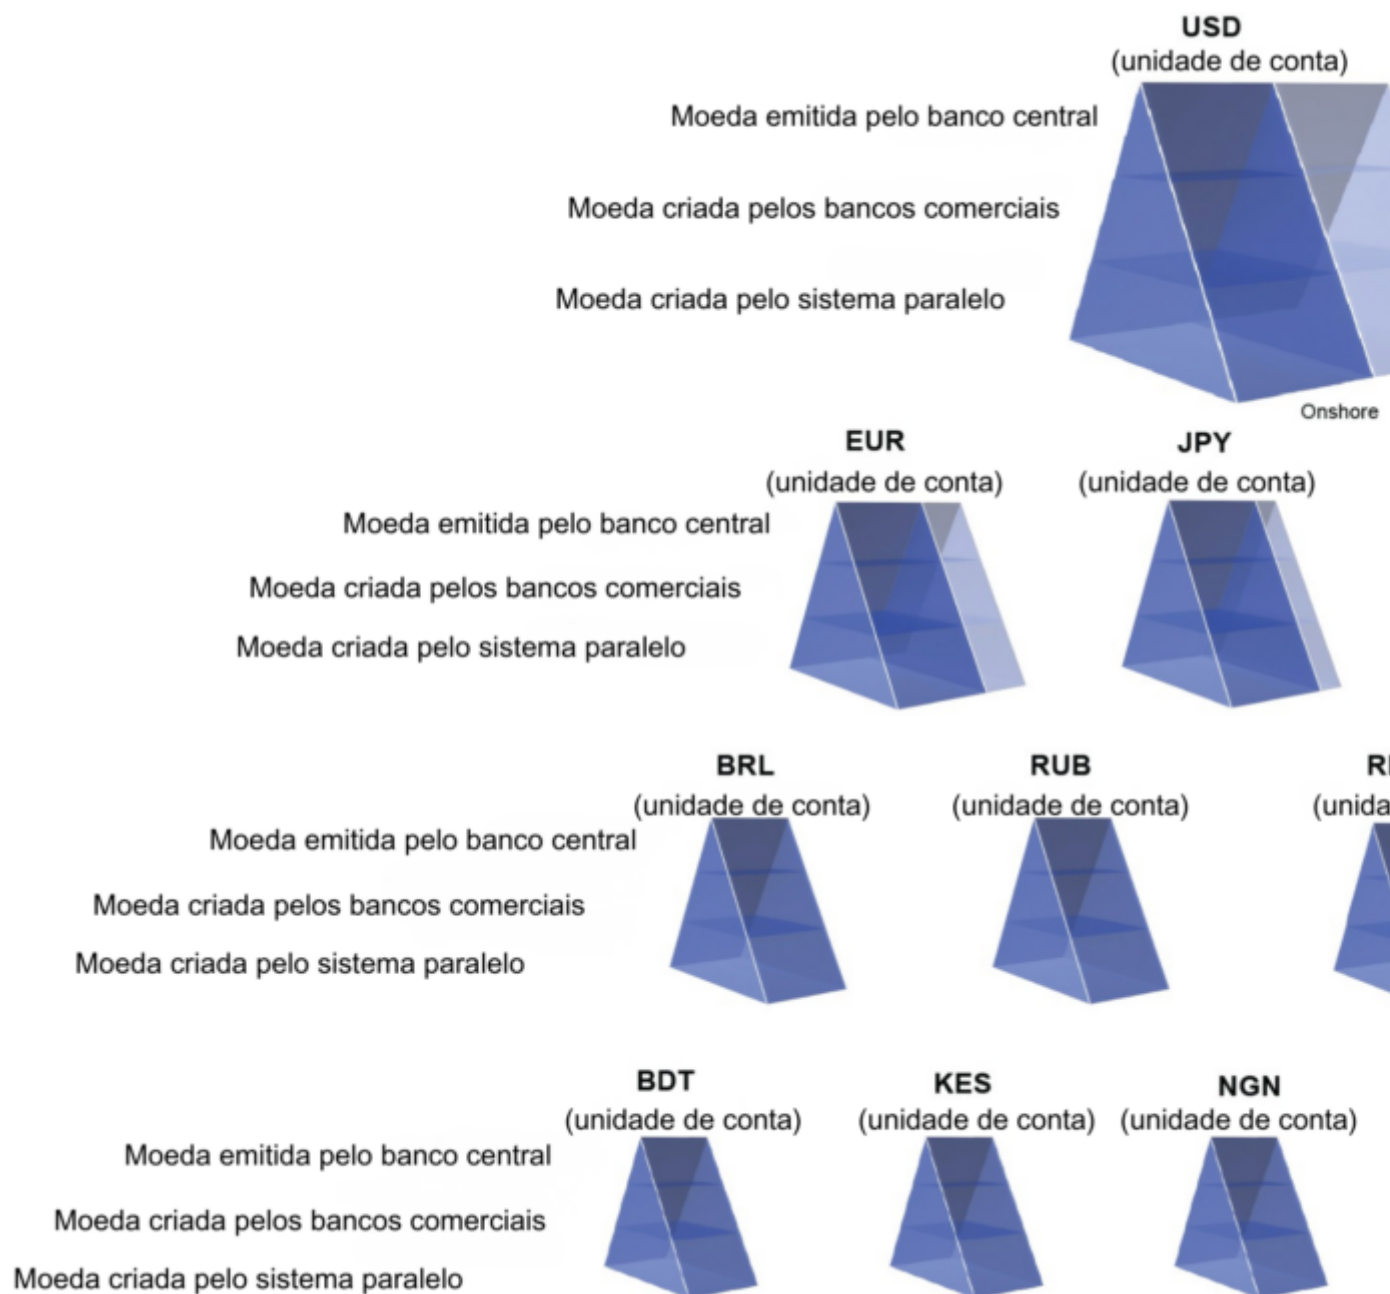 USD
(unidade de conta)
Moeda emitida pelo banco central
Moeda criada pelos bancos comerciais
Moeda criada pelo sistema paralelo
Onshore
EUR
JPY
(unidade de conta)
(unidade de conta)
Moeda emitida pelo banco central
Moeda criada pelos bancos comerciais
Moeda criada pelo sistema paralelo
BRL
RUB
(unidade de conta)
(unidade de conta)
Moeda emitida pelo banco central
Moeda criada pelos bancos comerciais
Moeda criada pelo sistema paralelo
BDT
KES
NGN
(unidade de conta)
(unidade de conta)
(unidade de conta)
Moeda emitida pelo banco central
Moeda criada pelos bancos comerciais
Moeda criada pelo sistema paralelo